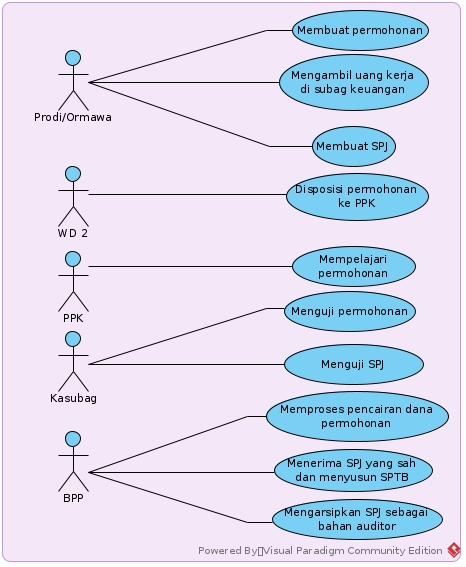 Membuat permohonan
Mengambil uang kerja
di subag keuangan
Prodi/Ormawa
Membuat SPJ
Disposisi permohonan
ke PPK
WD 2
Mempelajari
permohonan
PPK
Menguji permohonan
Menguji SPJ
Kasubag
Memproses pencairan dana
permohonan
Menerima SPJ yang sah
dan menyusun SPTB
BPP
Mengarsipkan SPJ sebagai
bahan auditor
Powered By Visual Paradigm Community Edition